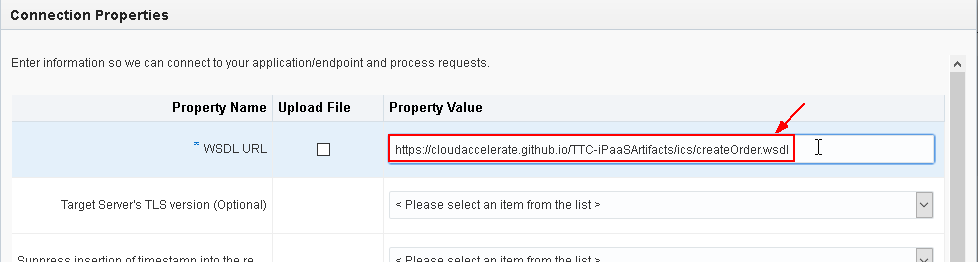 Connection Properties
Enter information so we can connect to your application/endpoint and process requests.
Property Name Upload File Property Value
* WSDL URL https://cloudaccelerate.github.io/TTC-iPaaSArtifacts/ics/createOrder.wsdl
Target Server's TLS version (Optional) < Please select an item from the list >
Suppress insertion of timestamp into the re... < Please select an item from the list >